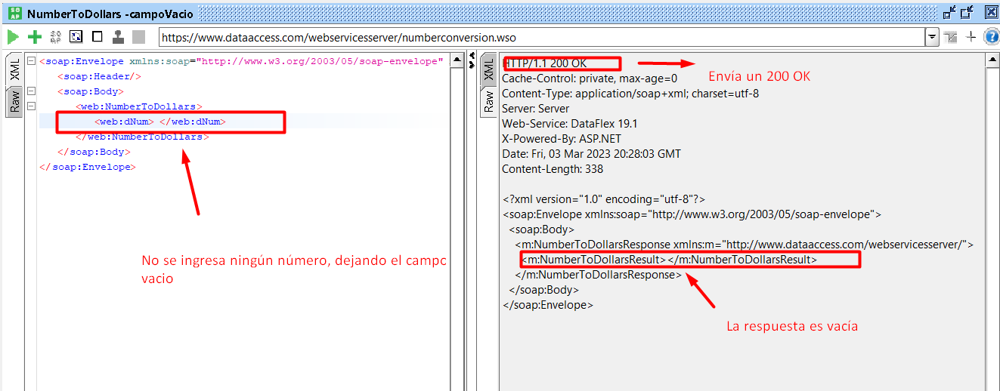 NumberToDollars -campoVacio
https://www.dataaccess.com/webservicesserver/numberconversion.wso
XML
Raw
<soap:Envelope xmlns:soap="http://www.w3.org/2003/05/soap-envelope"
<soap:Header/>
<soap:Body>
<web:NumberToDollars>
<web:dNum> </web:dNum>
</web:NumberToDollars>
</soap:Body>
</soap:Envelope>
No se ingresa ningún número, dejando el campo
vacio
XML
Raw
HTTP/1.1 200 OK
Envía un 200 OK
Cache-Control: private, max-age=0
Content-Type: application/soap+xml; charset=utf-8
Server: Server
Web-Service: DataFlex 19.1
X-Powered-By: ASP.NET
Date: Fri, 03 Mar 2023 20:28:03 GMT
Content-Length: 338
<?xml version="1.0" encoding="utf-8"?>
<soap:Envelope xmlns:soap="http://www.w3.org/2003/05/soap-envelope">
<soap:Body>
<m:NumberToDollarsResponse xmlns:m="http://www.dataaccess.com/webservicesserver/">
<m:NumberToDollarsResult></m:NumberToDollarsResult>
</m:NumberToDollarsResponse>
</soap:Body>
</soap:Envelope>
La respuesta es vacía